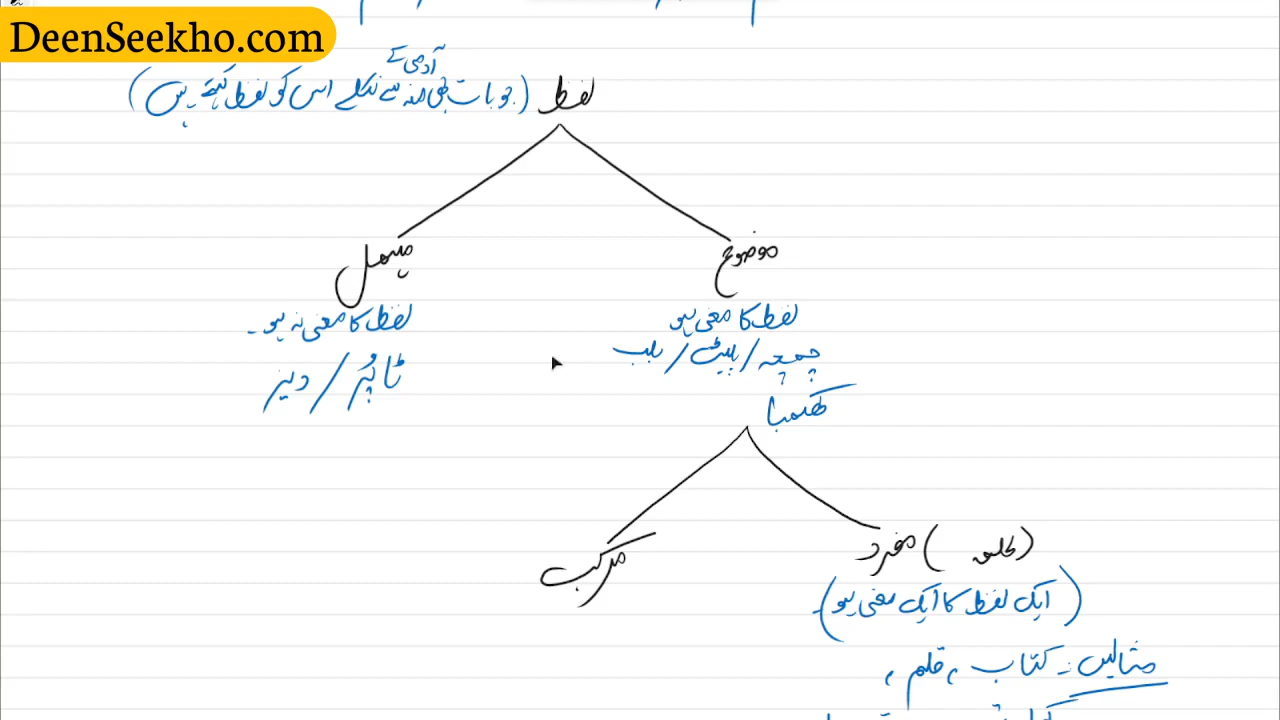 DeenSeekho.com
لفظ (جو بات بھی آدمی کے منہ سے نکلے اس کو لفظ کہتے ہیں)
موضوع
مہمل
لفظ کا معنی ہو
لفظ کا معنی نہ ہو۔
چمچہ / پلیٹ / بلب
ٹاپُر / دیز
کھمبا
(کلمہ) مفرد
مرکب
(ایک لفظ کا ایک معنی ہو)
مثالیں:۔ کتاب، قلم،